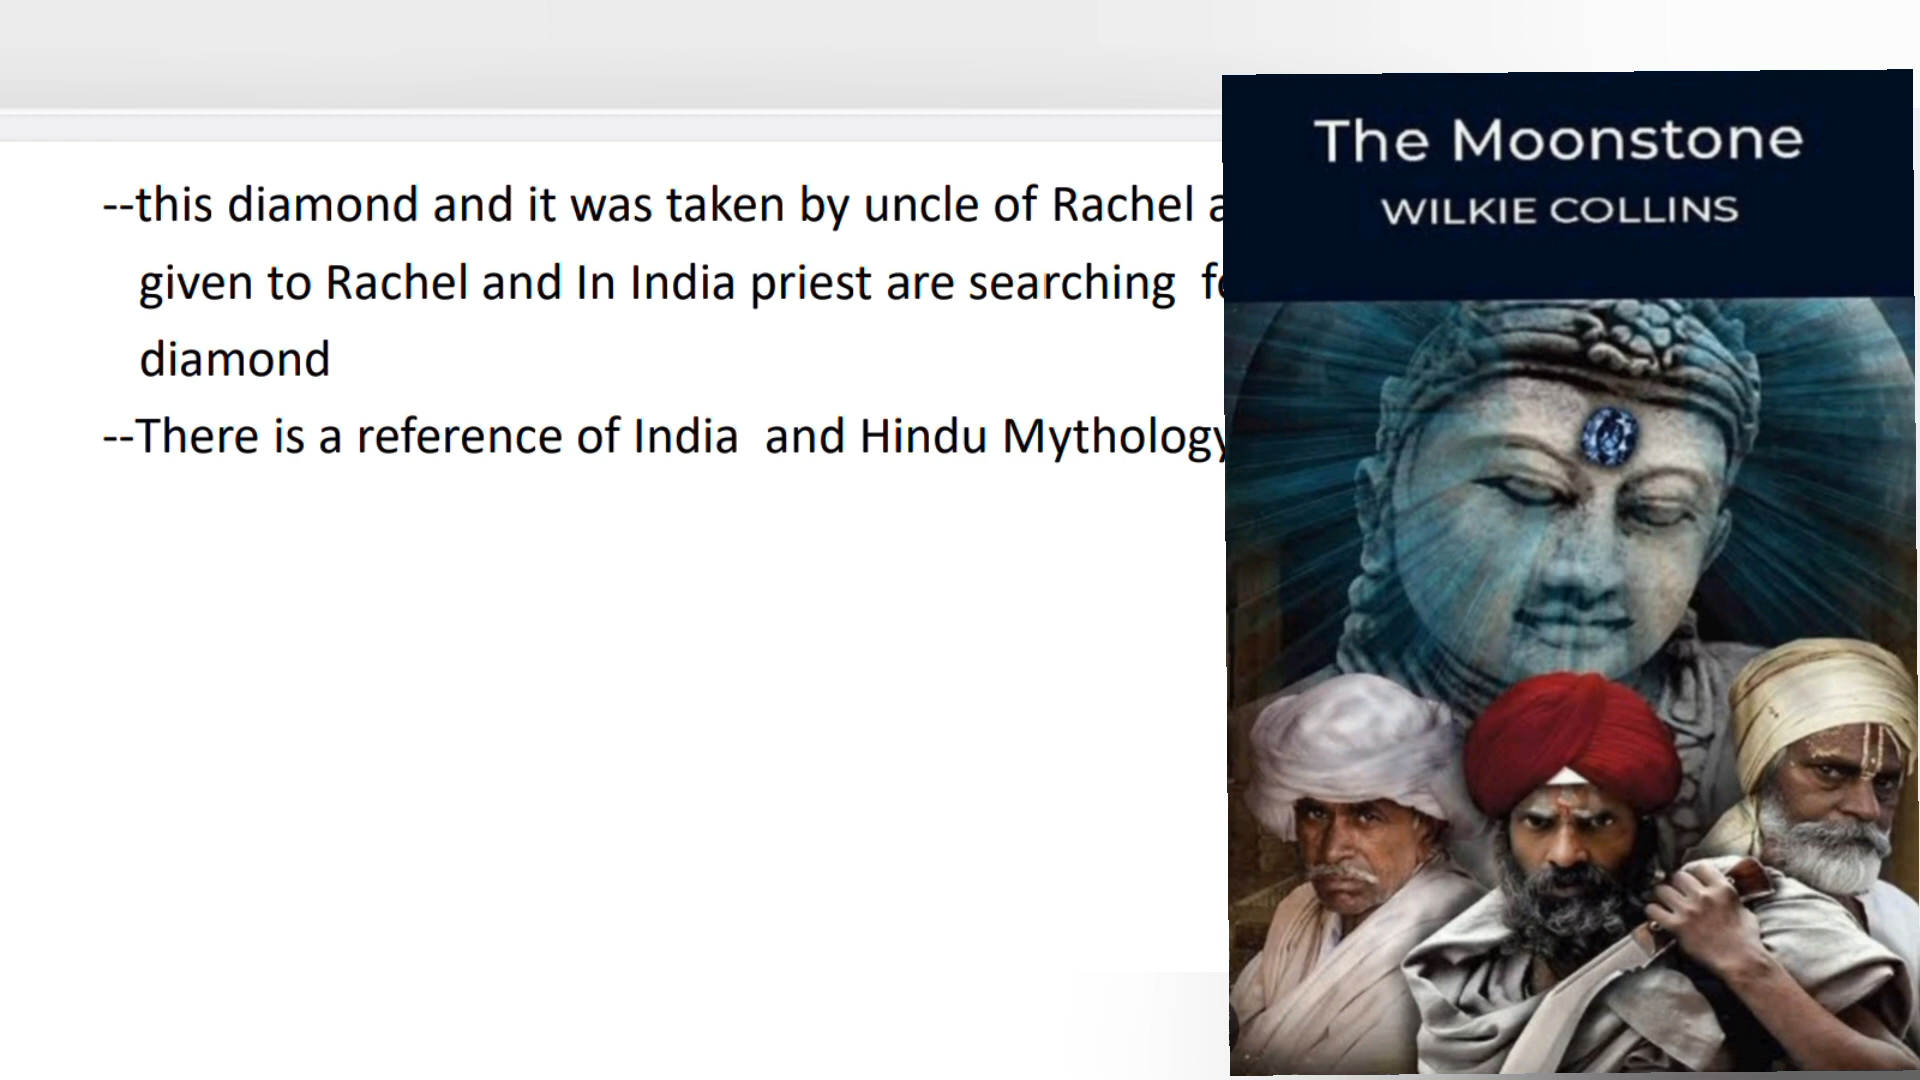 --this diamond and it was taken by uncle of Rachel
given to Rachel and In India priest are searching
diamond
--There is a reference of India and Hindu Mythology
The Moonstone
WILKIE COLLINS